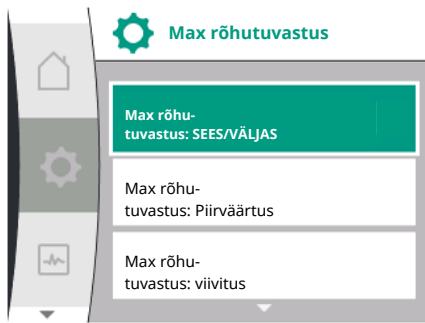 Max rõhutuvastus
Max rõhu-
tuvastus: SEES/VÄLJAS
Max rõhu-
tuvastus: Piirväärtus
Max rõhu-
tuvastus: viivitus